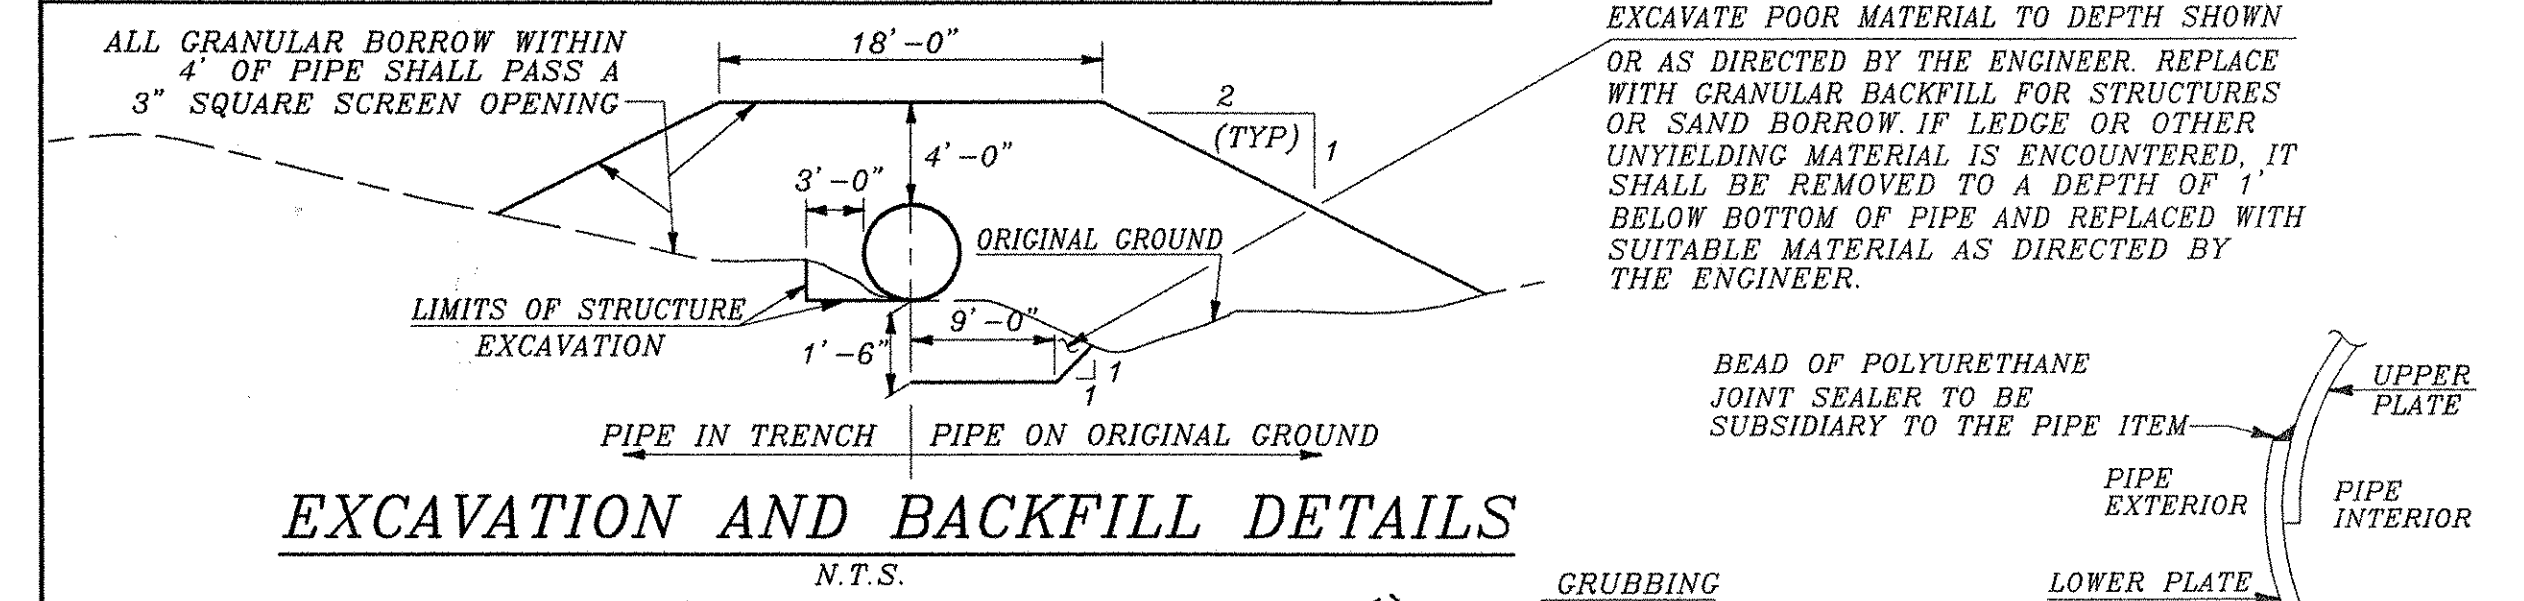 ALL GRANULAR BORROW WITHIN
4' OF PIPE SHALL PASS A
3" SQUARE SCREEN OPENING
18'-0"
2
(TYP)
1
4'-0"
3'-0"
ORIGINAL GROUND
LIMITS OF STRUCTURE
EXCAVATION
9'-0"
1'-6"
1
1
PIPE IN TRENCH
PIPE ON ORIGINAL GROUND
EXCAVATION AND BACKFILL DETAILS
N.T.S.
EXCAVATE POOR MATERIAL TO DEPTH SHOWN
OR AS DIRECTED BY THE ENGINEER. REPLACE
WITH GRANULAR BACKFILL FOR STRUCTURES
OR SAND BORROW. IF LEDGE OR OTHER
UNYIELDING MATERIAL IS ENCOUNTERED, IT
SHALL BE REMOVED TO A DEPTH OF 1'
BELOW BOTTOM OF PIPE AND REPLACED WITH
SUITABLE MATERIAL AS DIRECTED BY
THE ENGINEER.
BEAD OF POLYURETHANE
JOINT SEALER TO BE
SUBSIDIARY TO THE PIPE ITEM
UPPER
PLATE
PIPE
EXTERIOR
PIPE
INTERIOR
LOWER PLATE
GRUBBING